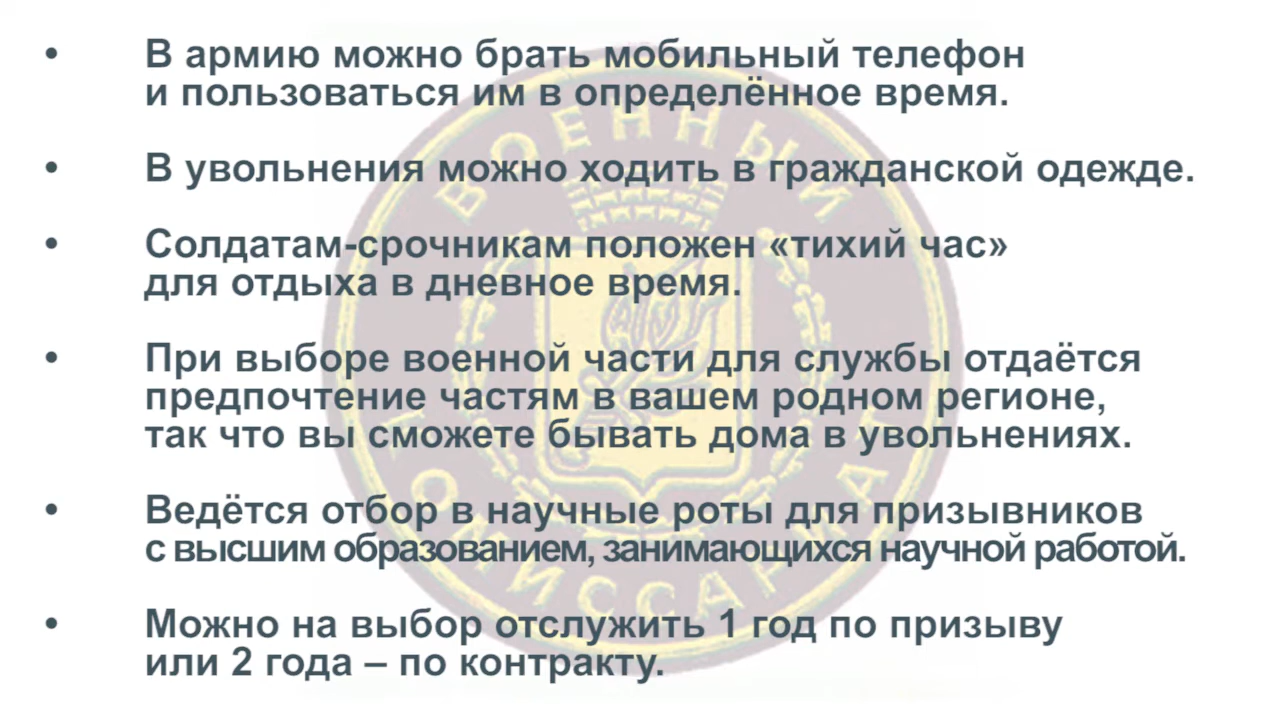 • В армию можно брать мобильный телефон
и пользоваться им в определённое время.
• В увольнения можно ходить в гражданской одежде.
• Солдатам-срочникам положен «тихий час»
для отдыха в дневное время.
• При выборе военной части для службы отдаётся
предпочтение частям в вашем родном регионе,
так что вы сможете бывать дома в увольнениях.
• Ведётся отбор в научные роты для призывников
с высшим образованием, занимающихся научной работой.
• Можно на выбор отслужить 1 год по призыву
или 2 года – по контракту.
ВОЕННЫЙ
КОМИССАРИАТ